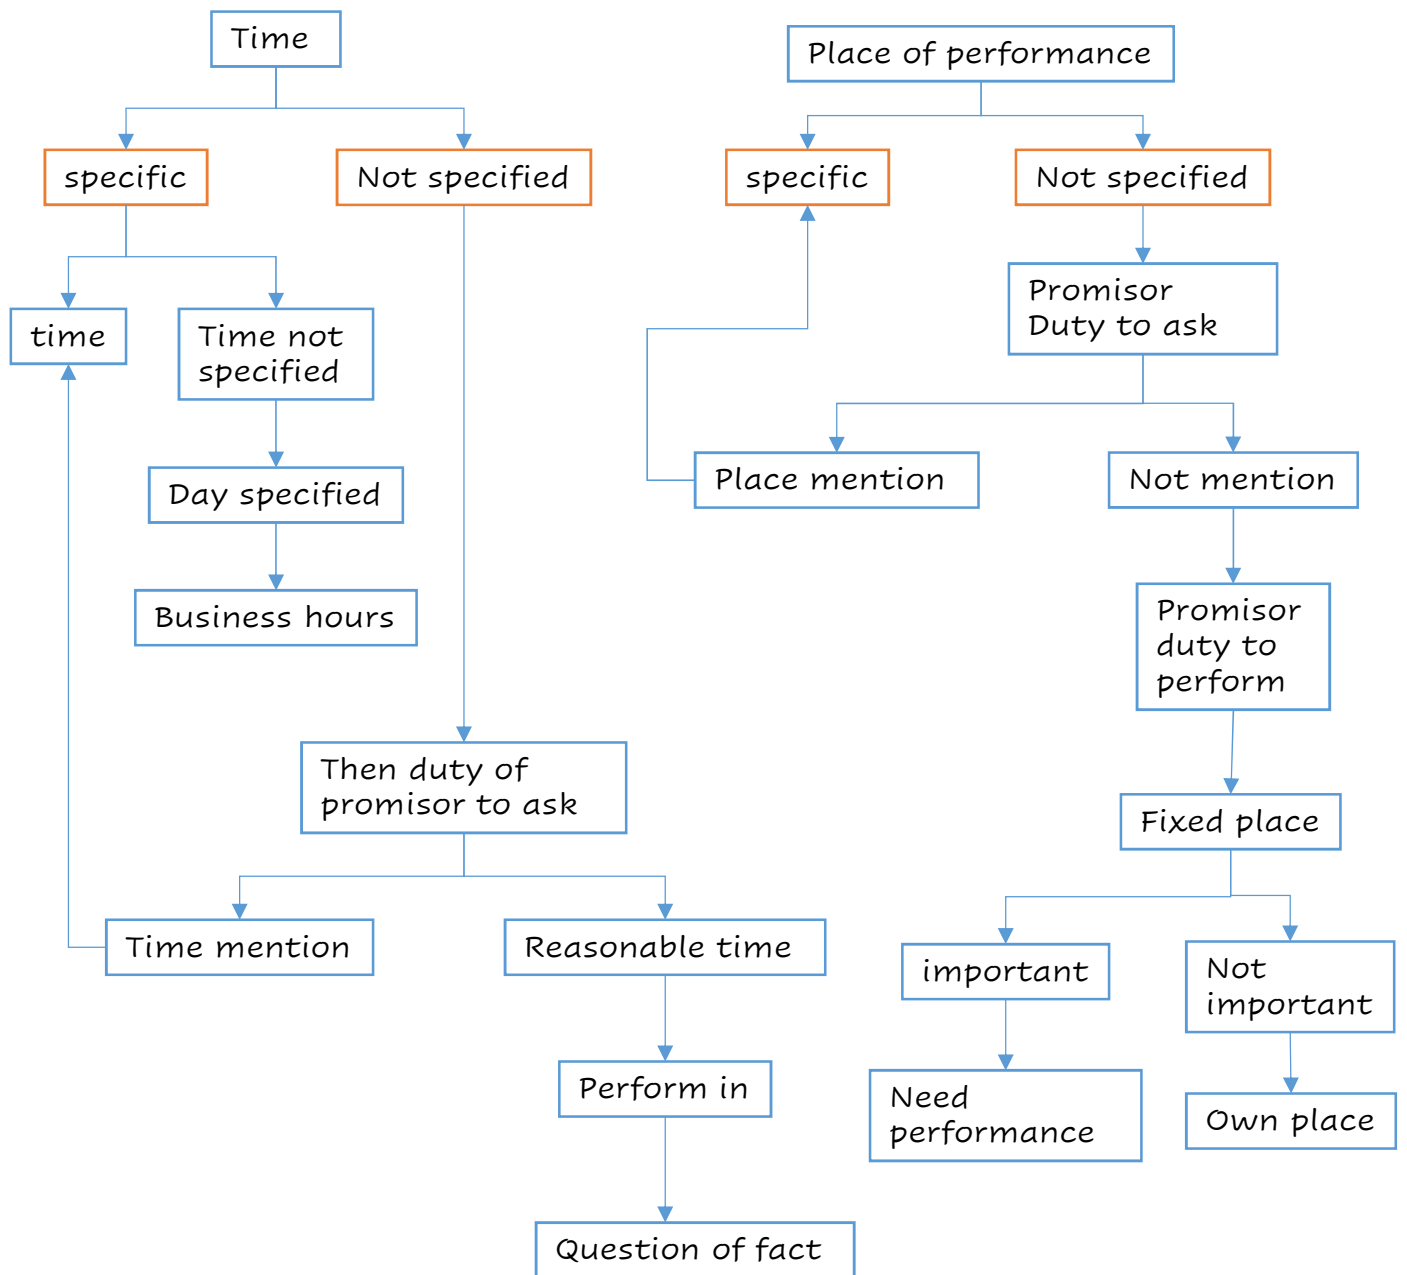 Time
specific
Not specified
time
Time not
specified
Day specified
Business hours
Then duty of
promisor to ask
Time mention
Reasonable time
Perform in
Question of fact
Place of performance
specific
Not specified
Promisor
Duty to ask
Place mention
Not mention
Promisor
duty to
perform
Fixed place
important
Not
important
Need
performance
Own place